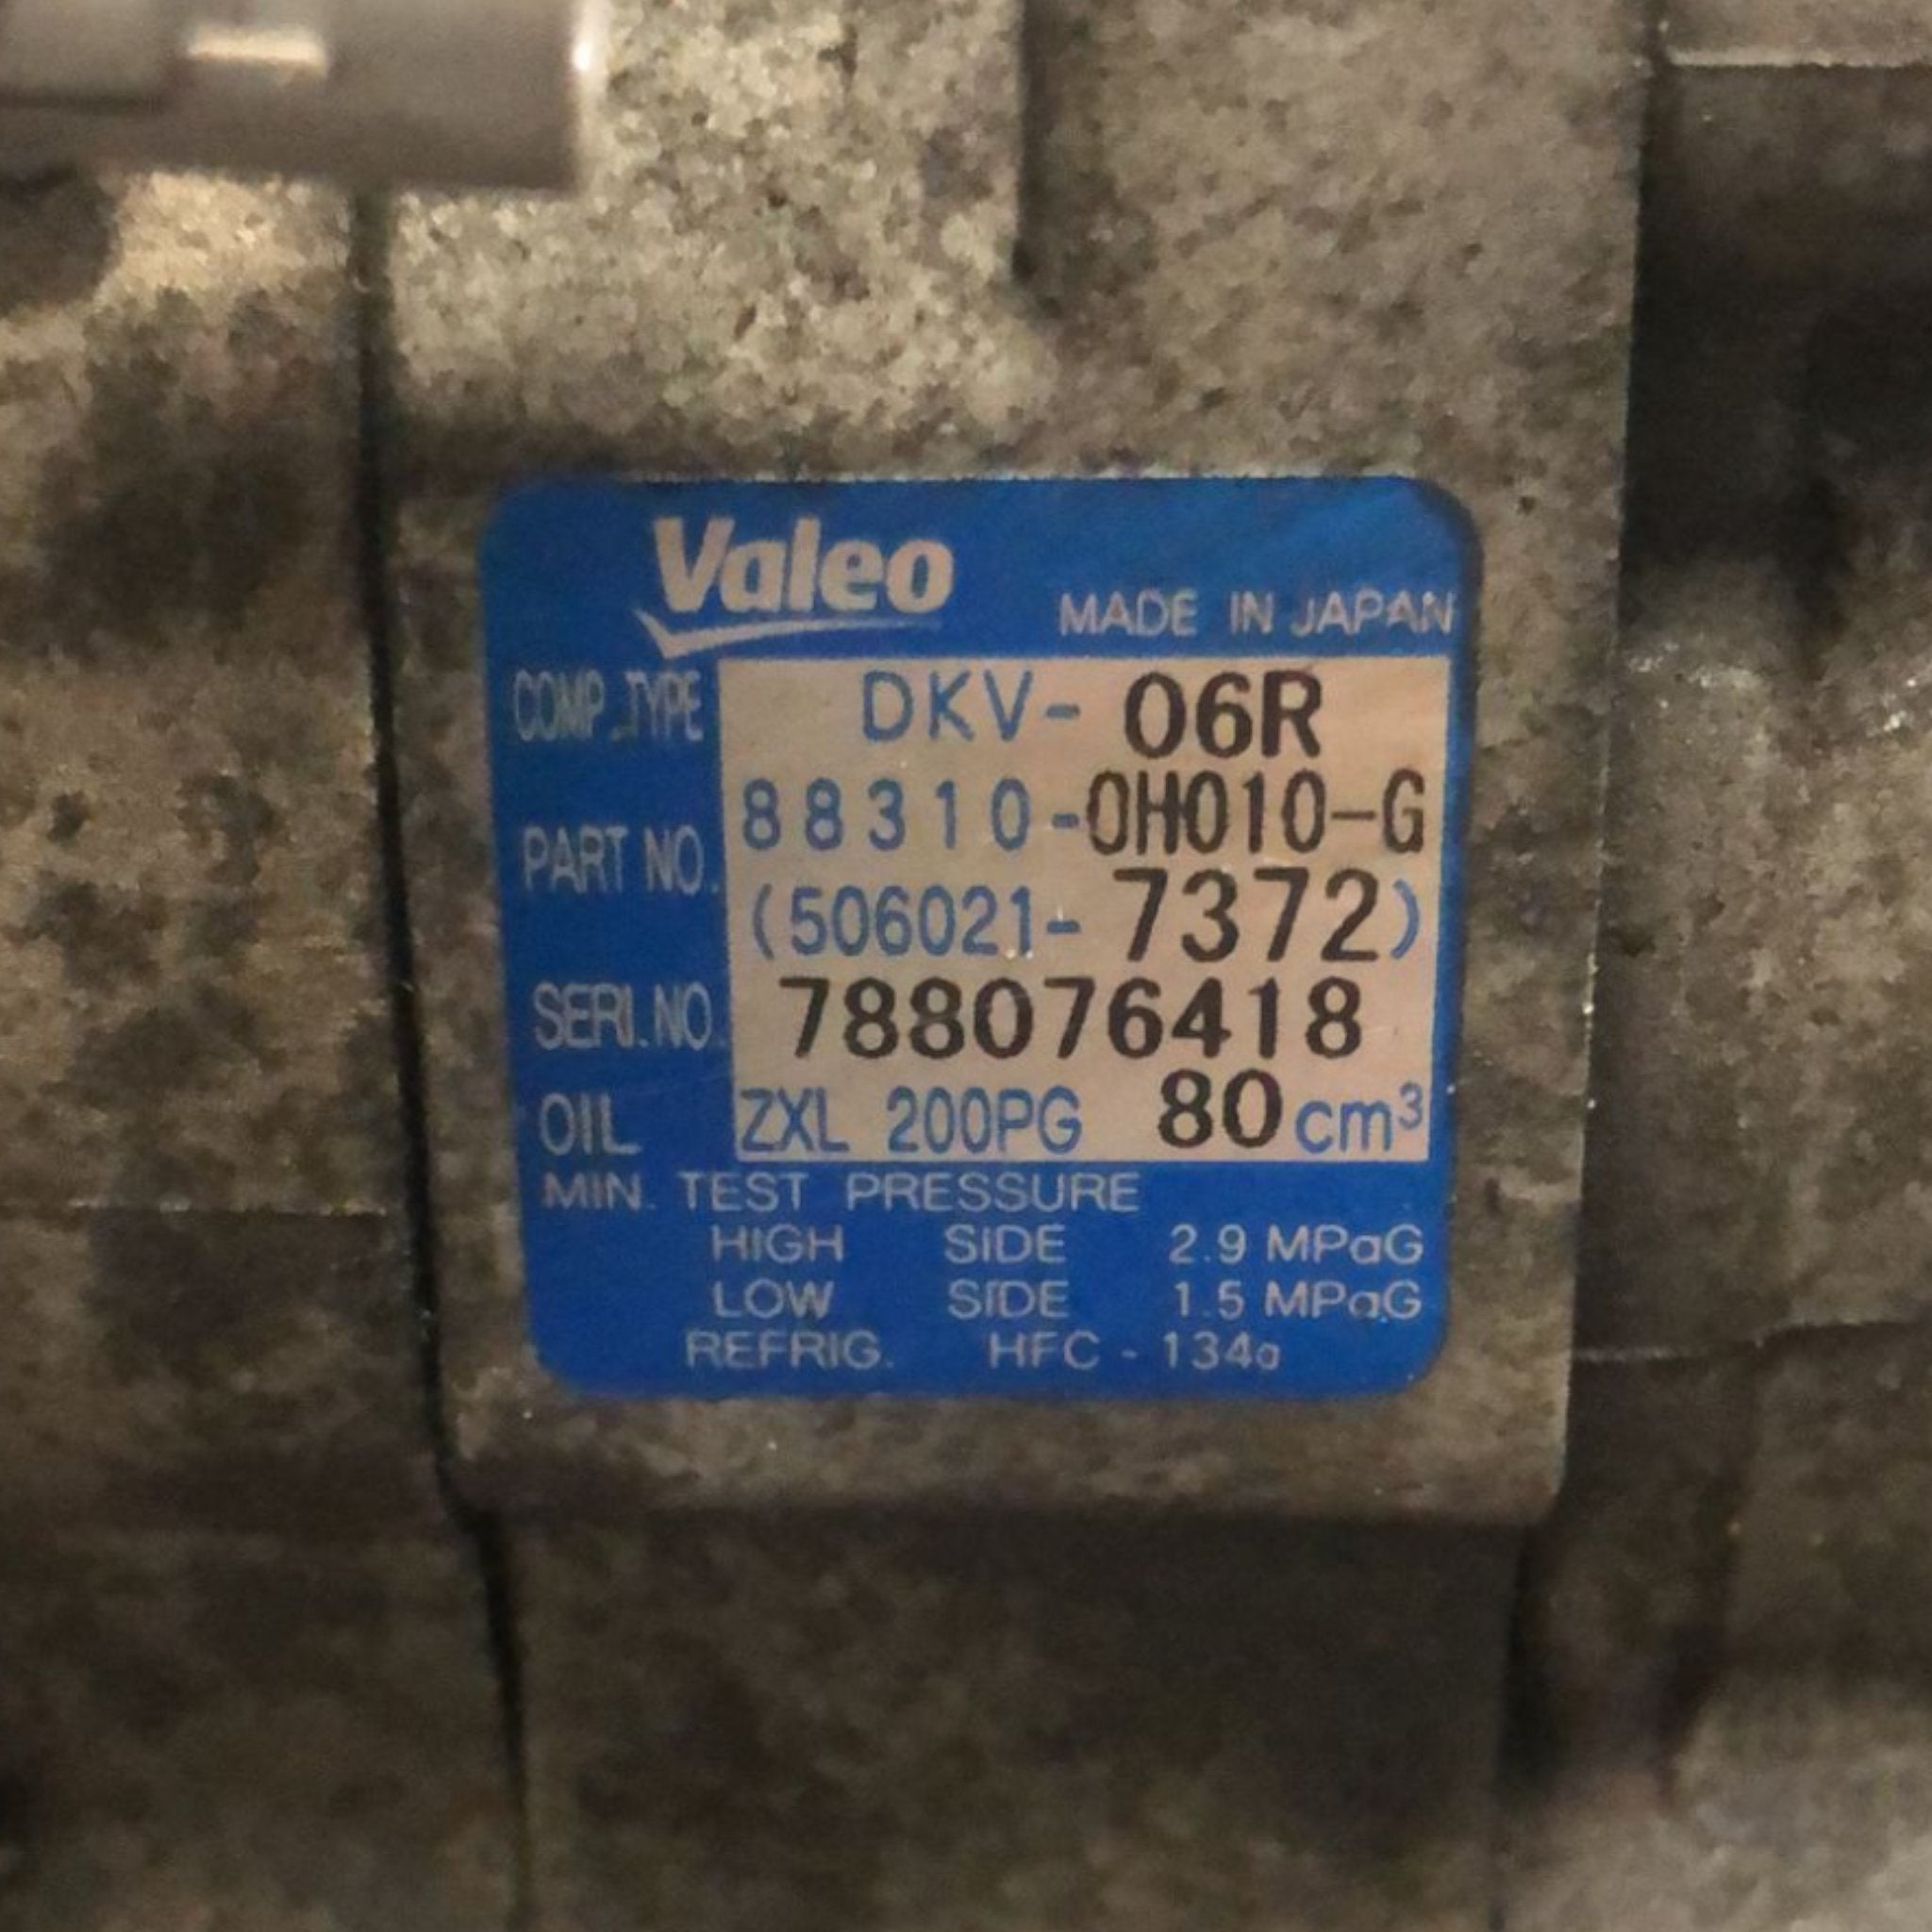 Valeo
MADE IN JAPAN
COMP.TYPE DKV- 06R
PART NO. 88310-0H010-G
(506021-7372)
SERI.NO. 788076418
OIL ZXL 200PG 80 cm³
MIN. TEST PRESSURE
HIGH SIDE 2.9 MPaG
LOW SIDE 1.5 MPaG
REFRIG. HFC - 134a